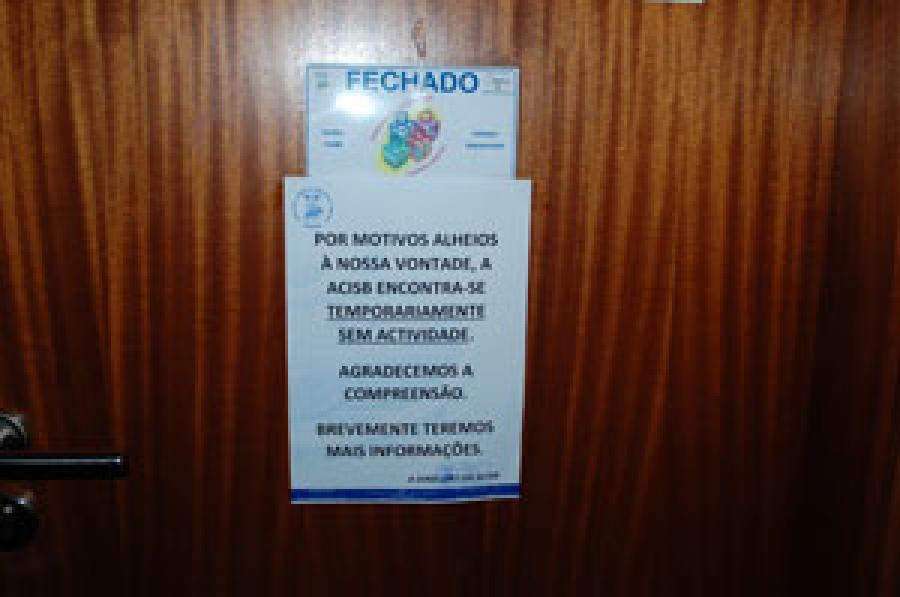 FECHADO
POR MOTIVOS ALHEIOS
À NOSSA VONTADE, A
ACISB ENCONTRA-SE
TEMPORARIAMENTE
SEM ACTIVIDADE.
AGRADECEMOS A
COMPREENSÃO.
BREVEMENTE TEREMOS
MAIS INFORMAÇÕES.